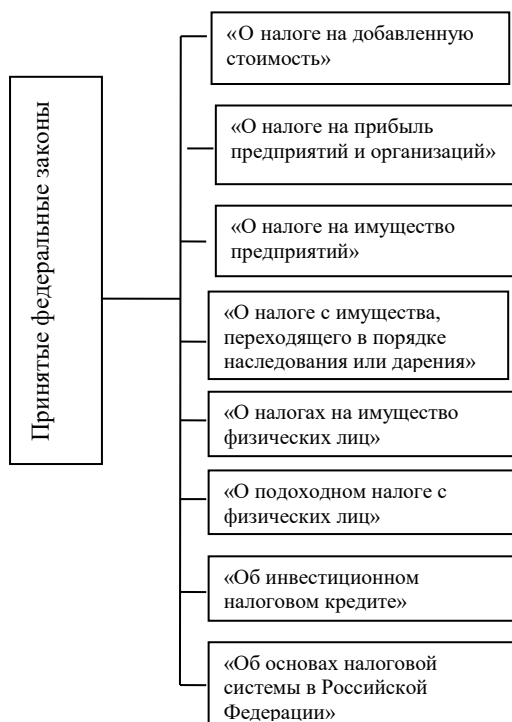 Принятые федеральные законы
«О налоге на добавленную
стоимость»
«О налоге на прибыль
предприятий и организаций»
«О налоге на имущество
предприятий»
«О налоге с имущества,
переходящего в порядке
наследования или дарения»
«О налогах на имущество
физических лиц»
«О подоходном налоге с
физических лиц»
«Об инвестиционном
налоговом кредите»
«Об основах налоговой
системы в Российской
Федерации»